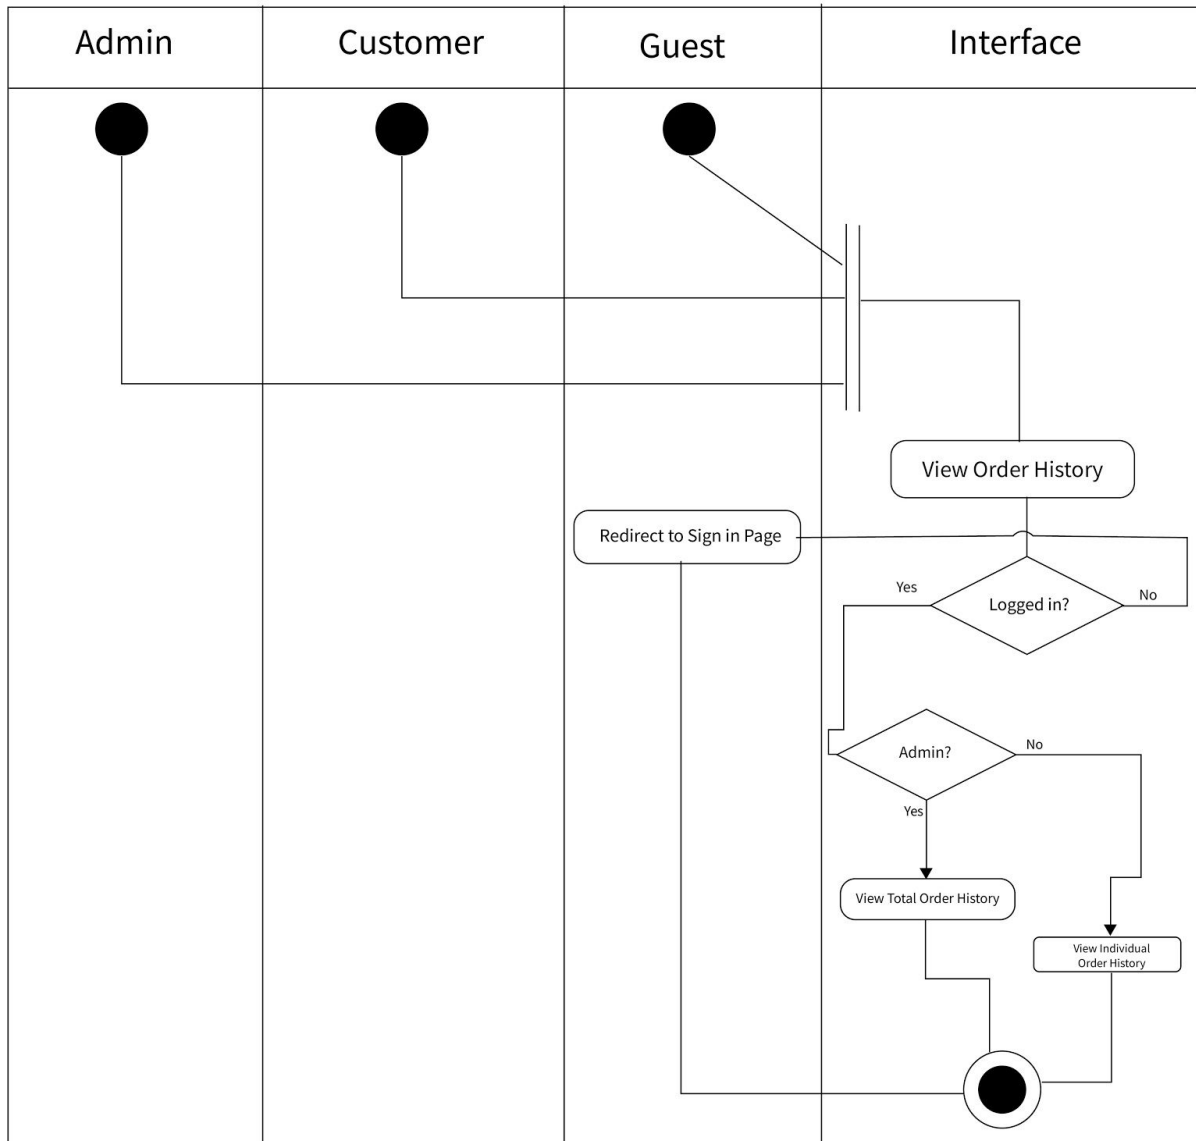 Admin
Customer
Guest
Interface
View Order History
Redirect to Sign in Page
Yes
Logged in?
No
Admin?
No
Yes
View Total Order History
View Individual
Order History